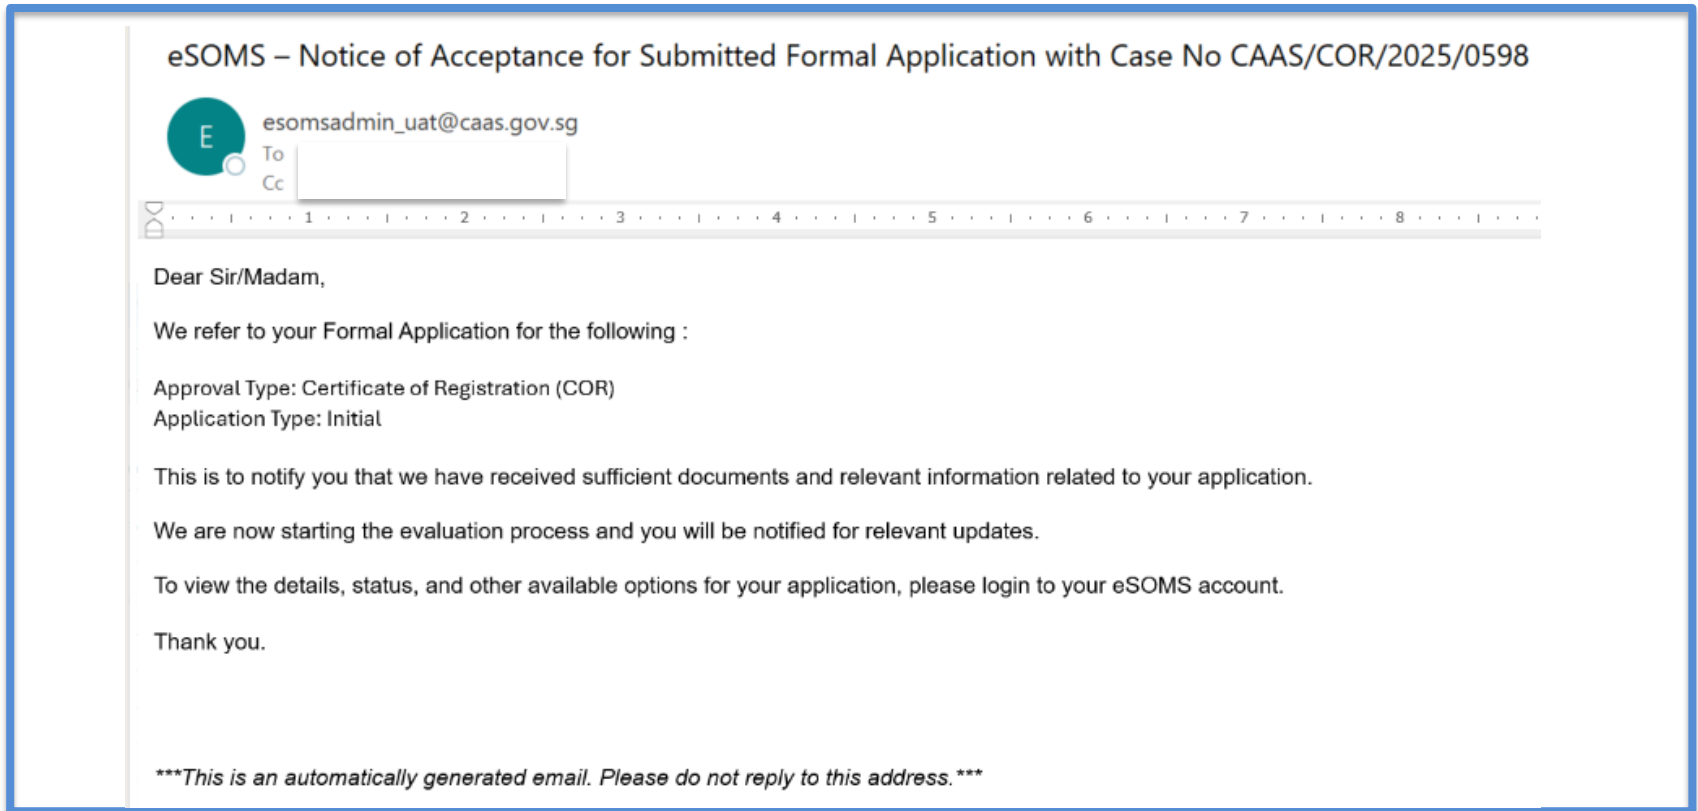 eSOMS – Notice of Acceptance for Submitted Formal Application with Case No CAAS/COR/2025/0598
E
esomsadmin_uat@caas.gov.sg
To
Cc
1 2 3 4 5 6 7 8
Dear Sir/Madam,
We refer to your Formal Application for the following :
Approval Type: Certificate of Registration (COR)
Application Type: Initial
This is to notify you that we have received sufficient documents and relevant information related to your application.
We are now starting the evaluation process and you will be notified for relevant updates.
To view the details, status, and other available options for your application, please login to your eSOMS account.
Thank you.
***This is an automatically generated email. Please do not reply to this address.***